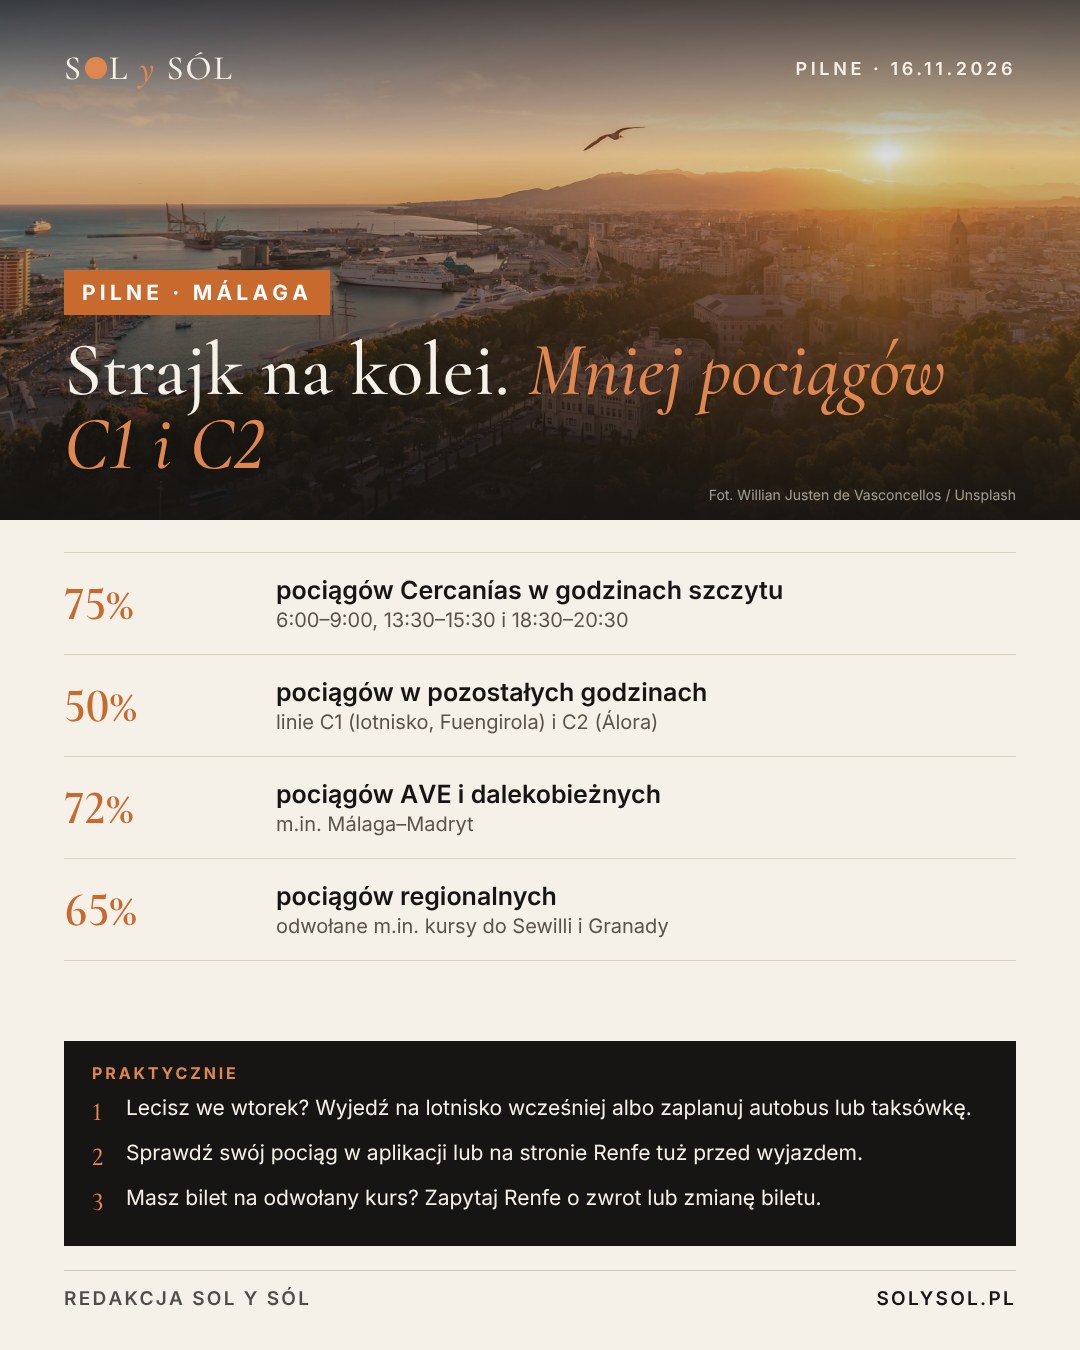 SOL y SÓL
PILNE · 16.11.2026
PILNE · MÁLAGA
Strajk na kolei. Mniej pociągów
C1 i C2
Fot. Willian Justen de Vasconcellos / Unsplash
75%
pociągów Cercanías w godzinach szczytu
6:00–9:00, 13:30–15:30 i 18:30–20:30
50%
pociągów w pozostałych godzinach
linie C1 (lotnisko, Fuengirola) i C2 (Álora)
72%
pociągów AVE i dalekobieżnych
m.in. Málaga–Madryt
65%
pociągów regionalnych
odwołane m.in. kursy do Sewilli i Granady
PRAKTYCZNIE
1 Lecisz we wtorek? Wyjedź na lotnisko wcześniej albo zaplanuj autobus lub taksówkę.
2 Sprawdź swój pociąg w aplikacji lub na stronie Renfe tuż przed wyjazdem.
3 Masz bilet na odwołany kurs? Zapytaj Renfe o zwrot lub zmianę biletu.
REDAKCJA SOL Y SÓL
SOLYSOL.PL